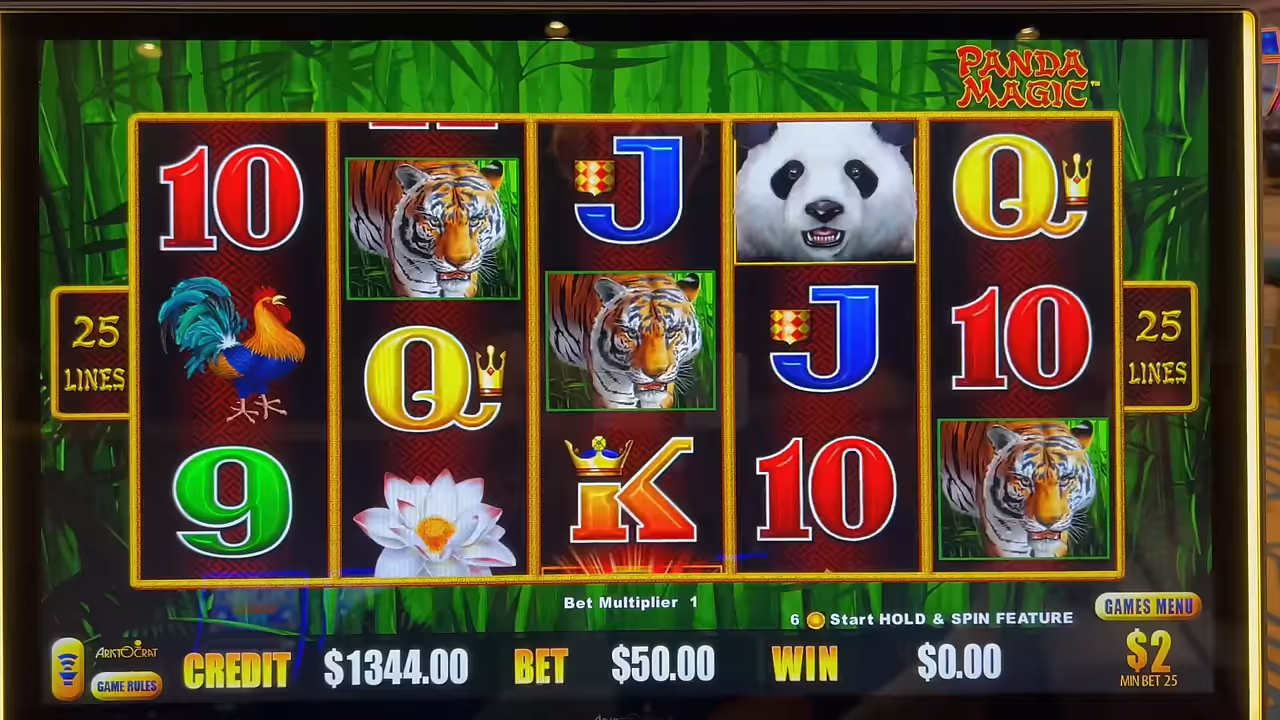 PANDA
MAGIC™
10
J
Q
25
LINES
Q
J
10
25
LINES
9
K
10
Bet Multiplier 1
6 Start HOLD & SPIN FEATURE
GAMES MENU
ARISTOCRAT
GAME RULES
CREDIT $1344.00 BET $50.00 WIN $0.00
$2
MIN BET 25